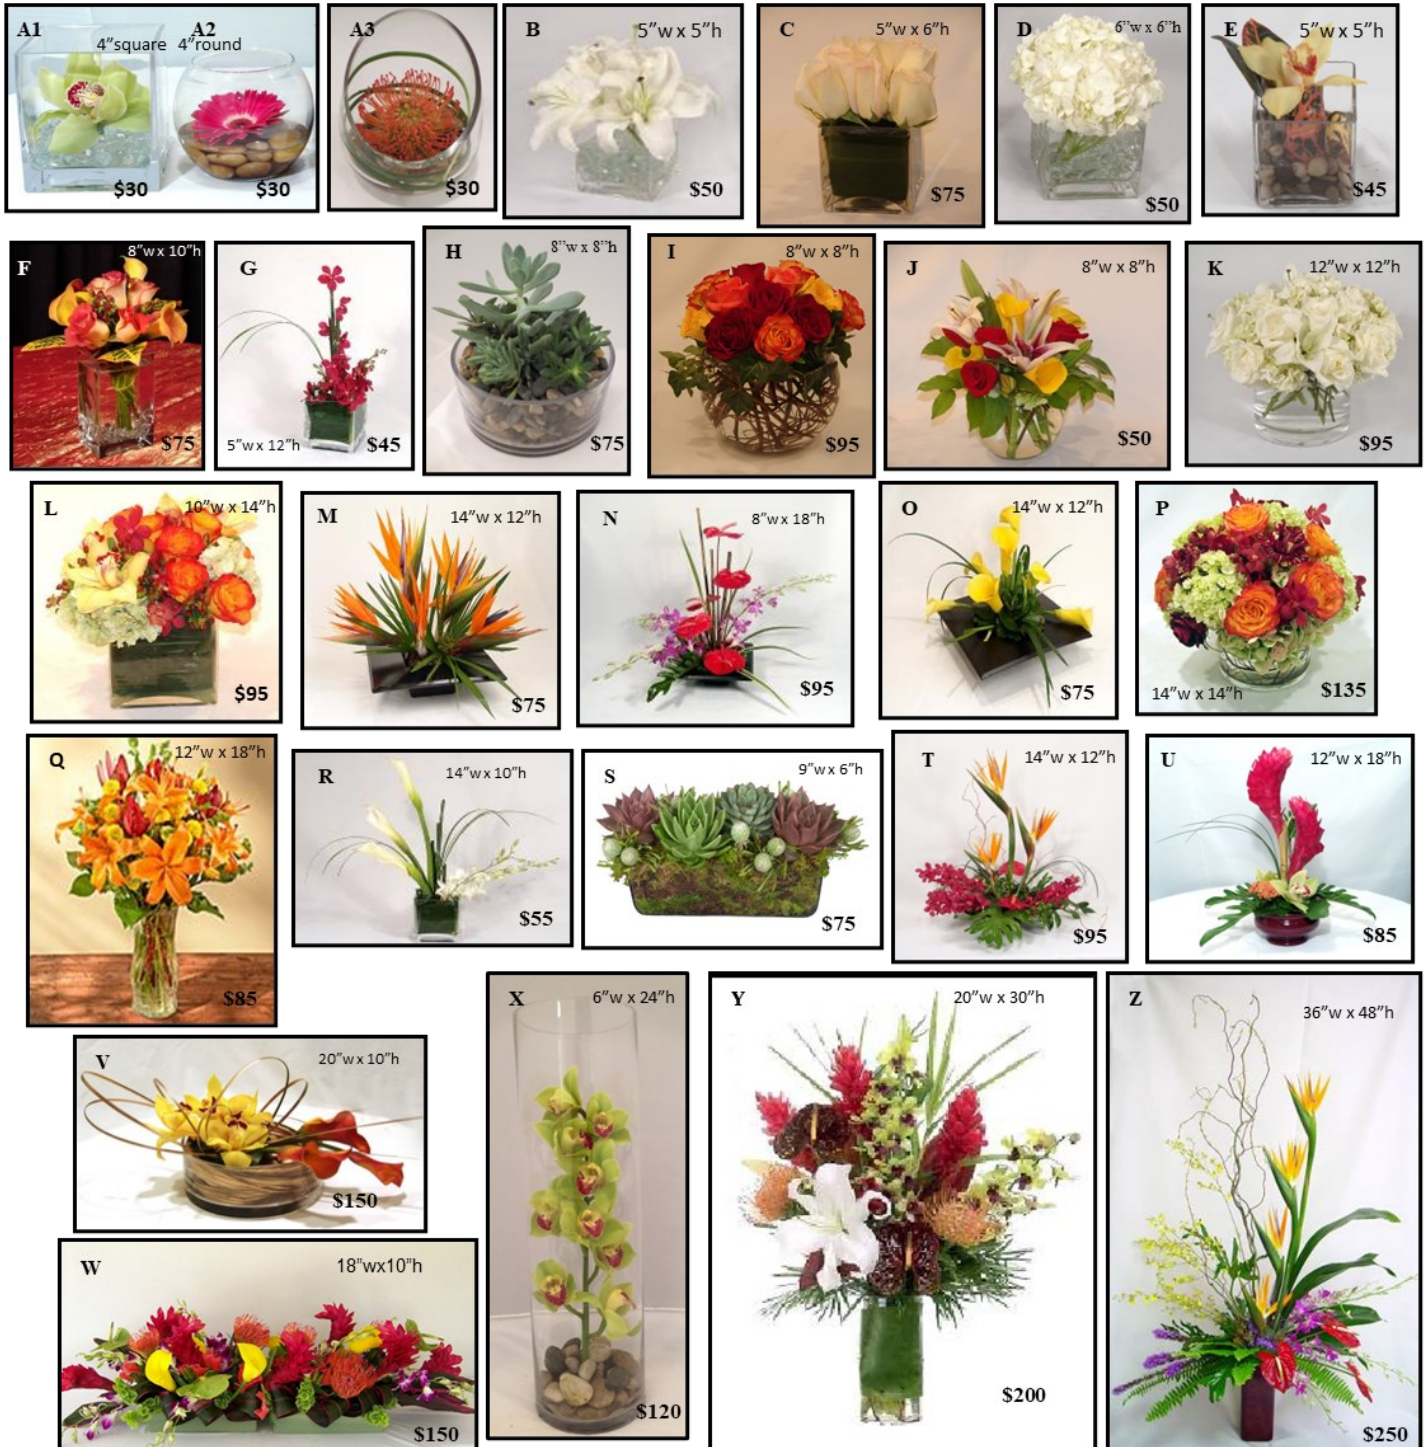 A1
A2
4”square
4”round
$30
$30
A3
$30
B
5”w x 5”h
$50
C
5”w x 6”h
$75
D
6”w x 6”h
$50
E
5”w x 5”h
$45
F
8”w x 10”h
$75
G
5”w x 12”h
$45
H
8”w x 8”h
$75
I
8”w x 8”h
$95
J
8”w x 8”h
$50
K
12”w x 12”h
$95
L
10”w x 14”h
$95
M
14”w x 12”h
$75
N
8”w x 18”h
$95
O
14”w x 12”h
$75
P
14”w x 14”h
$135
Q
12”w x 18”h
$85
R
14”w x 10”h
$55
S
9”w x 6”h
$75
T
14”w x 12”h
$95
U
12”w x 18”h
$85
V
20”w x 10”h
$150
W
18”wx10”h
$150
X
6”w x 24”h
$120
Y
20”w x 30”h
$200
Z
36”w x 48”h
$250